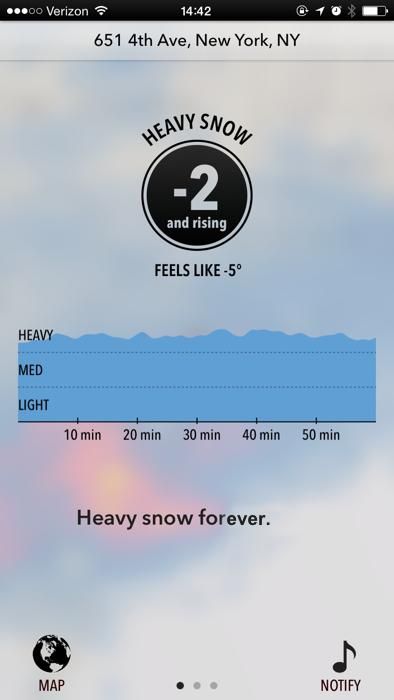 Verizon 14:42
651 4th Ave, New York, NY
HEAVY SNOW
-2
and rising
FEELS LIKE -5°
HEAVY
MED
LIGHT
10 min 20 min 30 min 40 min 50 min
Heavy snow forever.
MAP NOTIFY